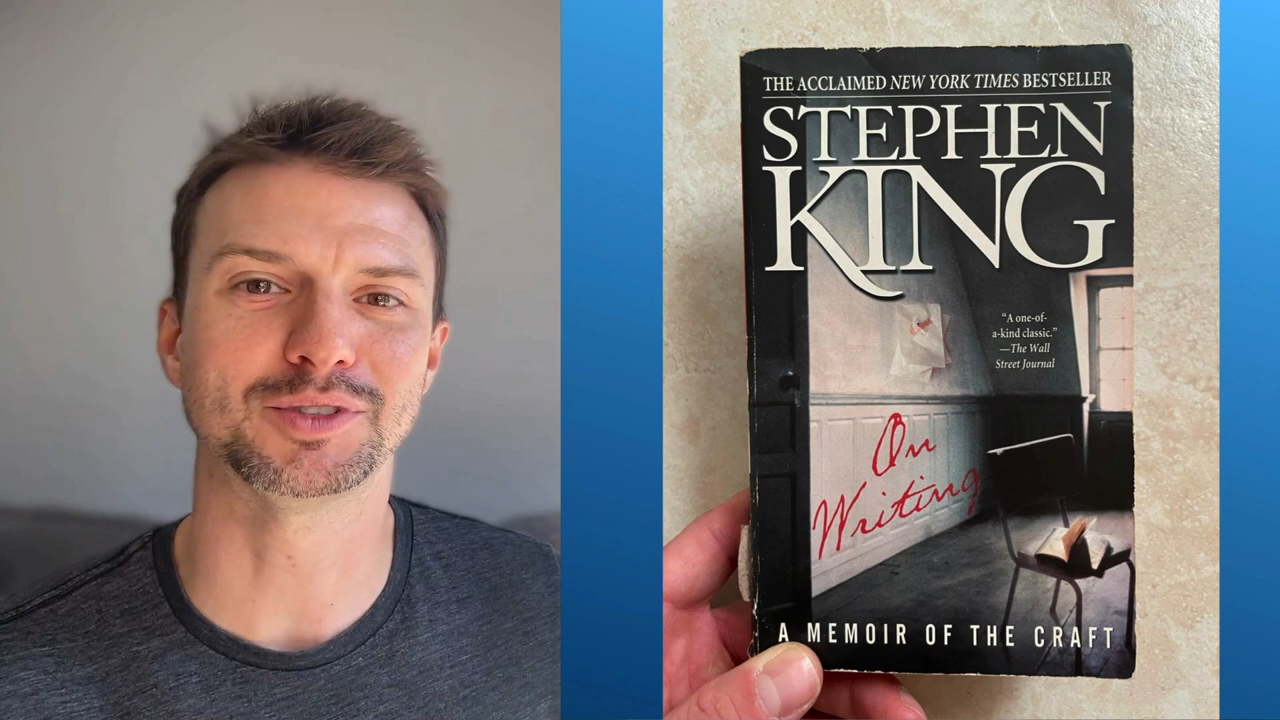 THE ACCLAIMED NEW YORK TIMES BESTSELLER
STEPHEN
KING
“A one-of-
a-kind classic.”
—The Wall
Street Journal
On
Writing
A MEMOIR OF THE CRAFT